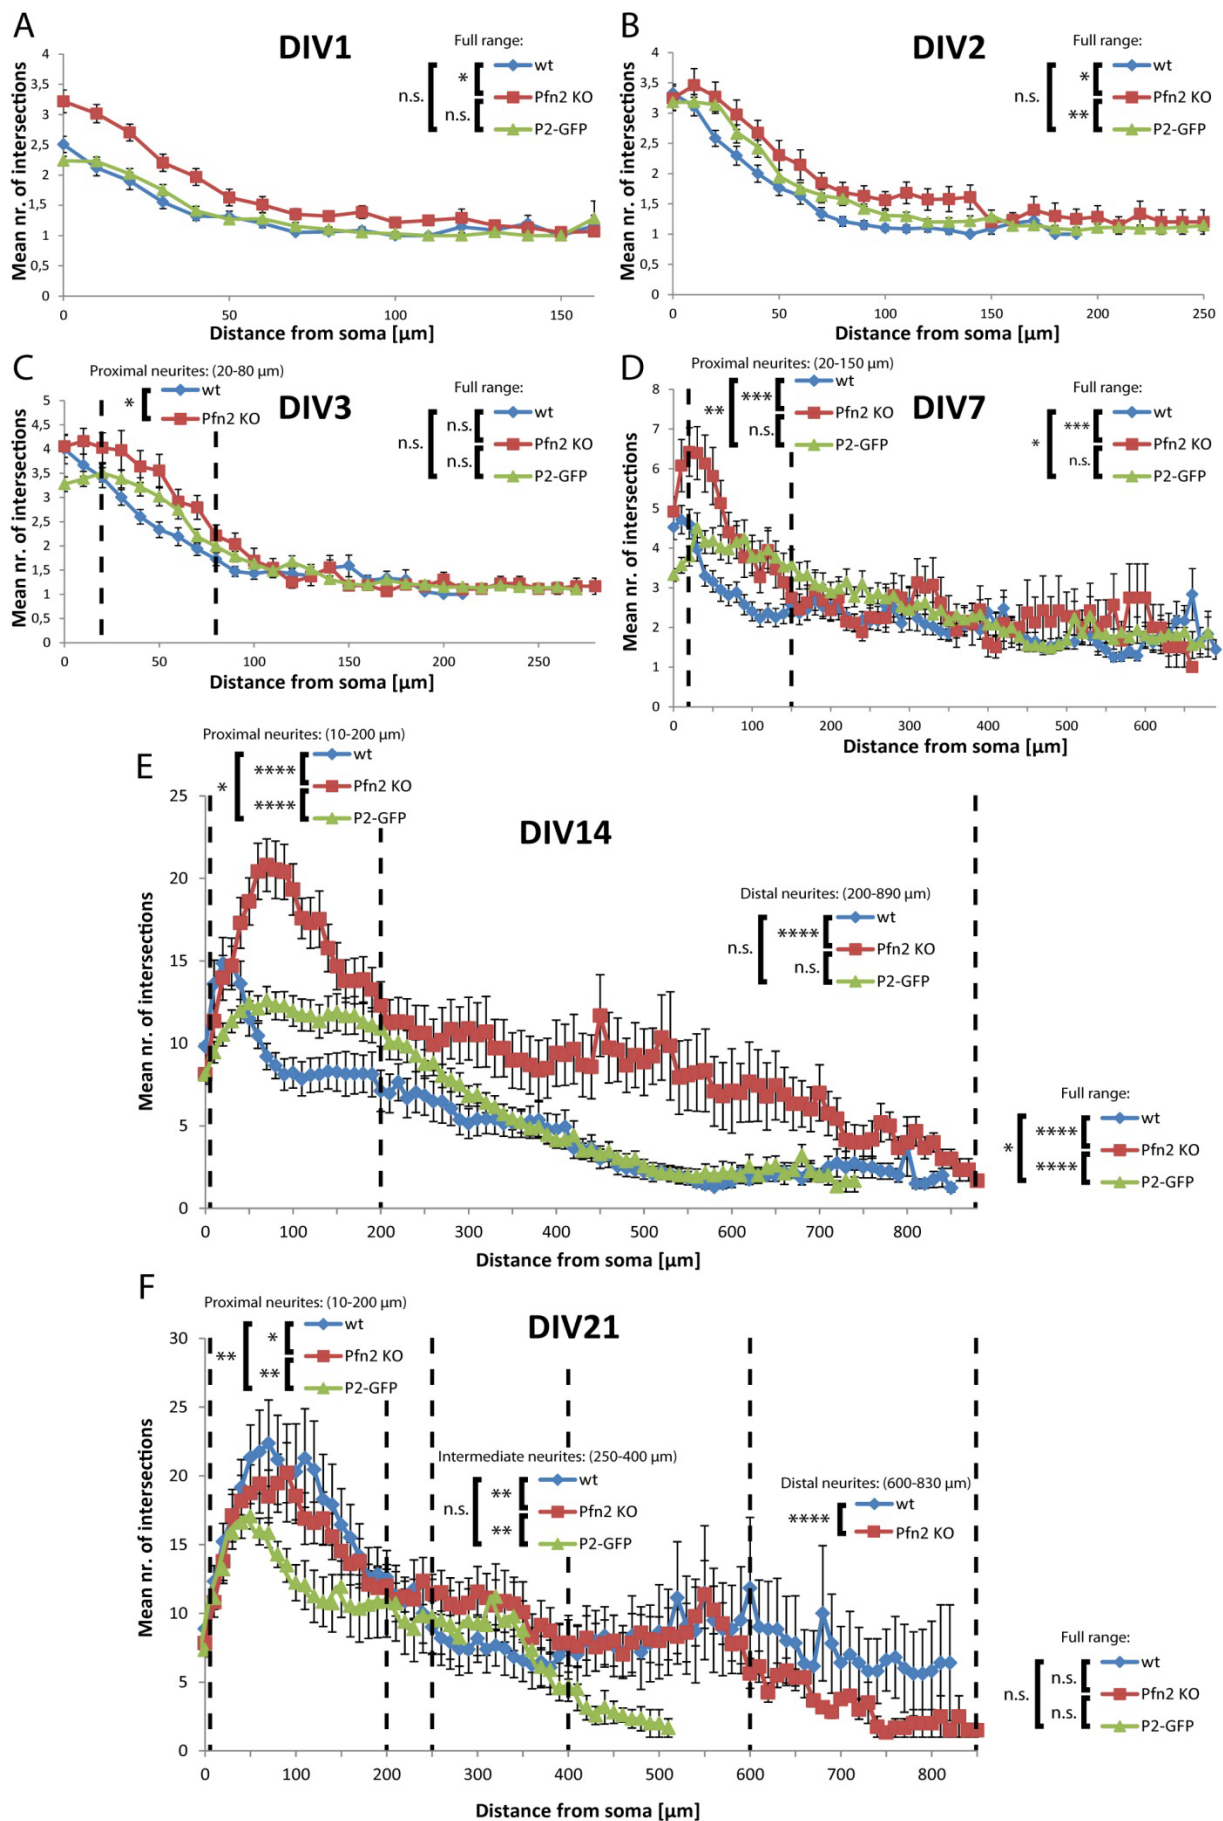 A
DIV1
Full range:
wt
Pfn2 KO
P2-GFP
*
n.s.
n.s.
Mean nr. of intersections
4
3,5
3
2,5
2
1,5
1
0,5
0
0 50 100 150
Distance from soma [µm]
B
DIV2
Full range:
wt
Pfn2 KO
P2-GFP
*
n.s.
**
Mean nr. of intersections
4
3,5
3
2,5
2
1,5
1
0,5
0
0 50 100 150 200 250
Distance from soma [µm]
C
Proximal neurites: (20-80 µm)
wt
*
Pfn2 KO
DIV3
Full range:
wt
Pfn2 KO
P2-GFP
n.s.
n.s.
n.s.
Mean nr. of intersections
5
4,5
4
3,5
3
2,5
2
1,5
1
0,5
0
0 50 100 150 200 250
Distance from soma [µm]
D
Proximal neurites: (20-150 µm)
wt
Pfn2 KO
P2-GFP
***
**
n.s.
DIV7
Full range:
wt
Pfn2 KO
P2-GFP
***
*
n.s.
Mean nr. of intersections
8
7
6
5
4
3
2
1
0
0 100 200 300 400 500 600
Distance from soma [µm]
E
Proximal neurites: (10-200 µm)
wt
Pfn2 KO
P2-GFP
****
*
****
DIV14
Distal neurites: (200-890 µm)
wt
Pfn2 KO
P2-GFP
****
n.s.
n.s.
Full range:
wt
Pfn2 KO
P2-GFP
****
*
****
Mean nr. of intersections
25
20
15
10
5
0
0 100 200 300 400 500 600 700 800
Distance from soma [µm]
F
Proximal neurites: (10-200 µm)
wt
Pfn2 KO
P2-GFP
*
**
**
DIV21
Intermediate neurites: (250-400 µm)
wt
Pfn2 KO
P2-GFP
**
n.s.
**
Distal neurites: (600-830 µm)
wt
****
Pfn2 KO
Full range:
wt
Pfn2 KO
P2-GFP
n.s.
n.s.
n.s.
Mean nr. of intersections
30
25
20
15
10
5
0
0 100 200 300 400 500 600 700 800
Distance from soma [µm]